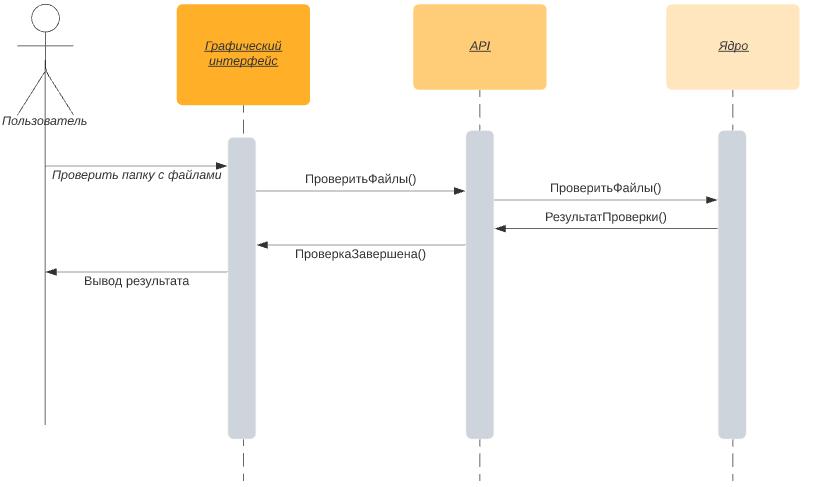 Графический
интерфейс
API
Ядро
Пользователь
Проверить папку с файлами
ПроверитьФайлы()
ПроверитьФайлы()
РезультатПроверки()
ПроверкаЗавершена()
Вывод результата